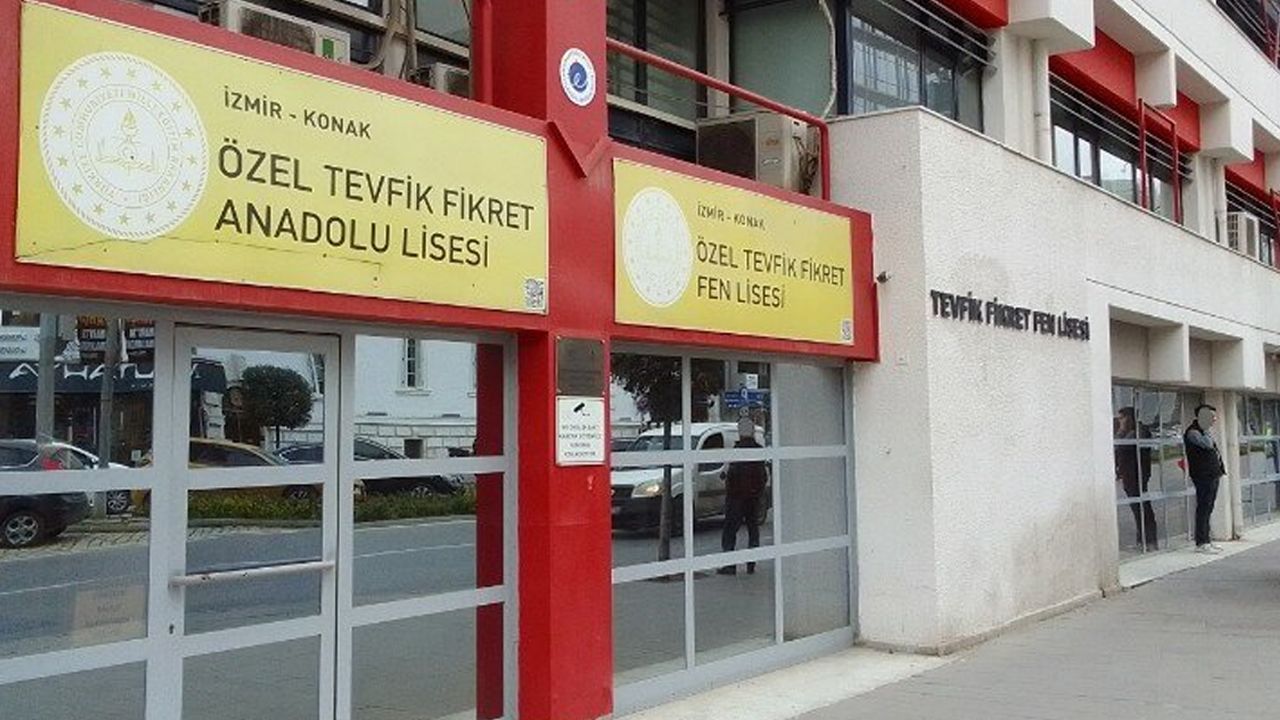 İZMİR - KONAK
ÖZEL TEVFİK FİKRET
ANADOLU LİSESİ
İZMİR - KONAK
ÖZEL TEVFİK FİKRET
FEN LİSESİ
TEVFİK FİKRET FEN LİSESİ